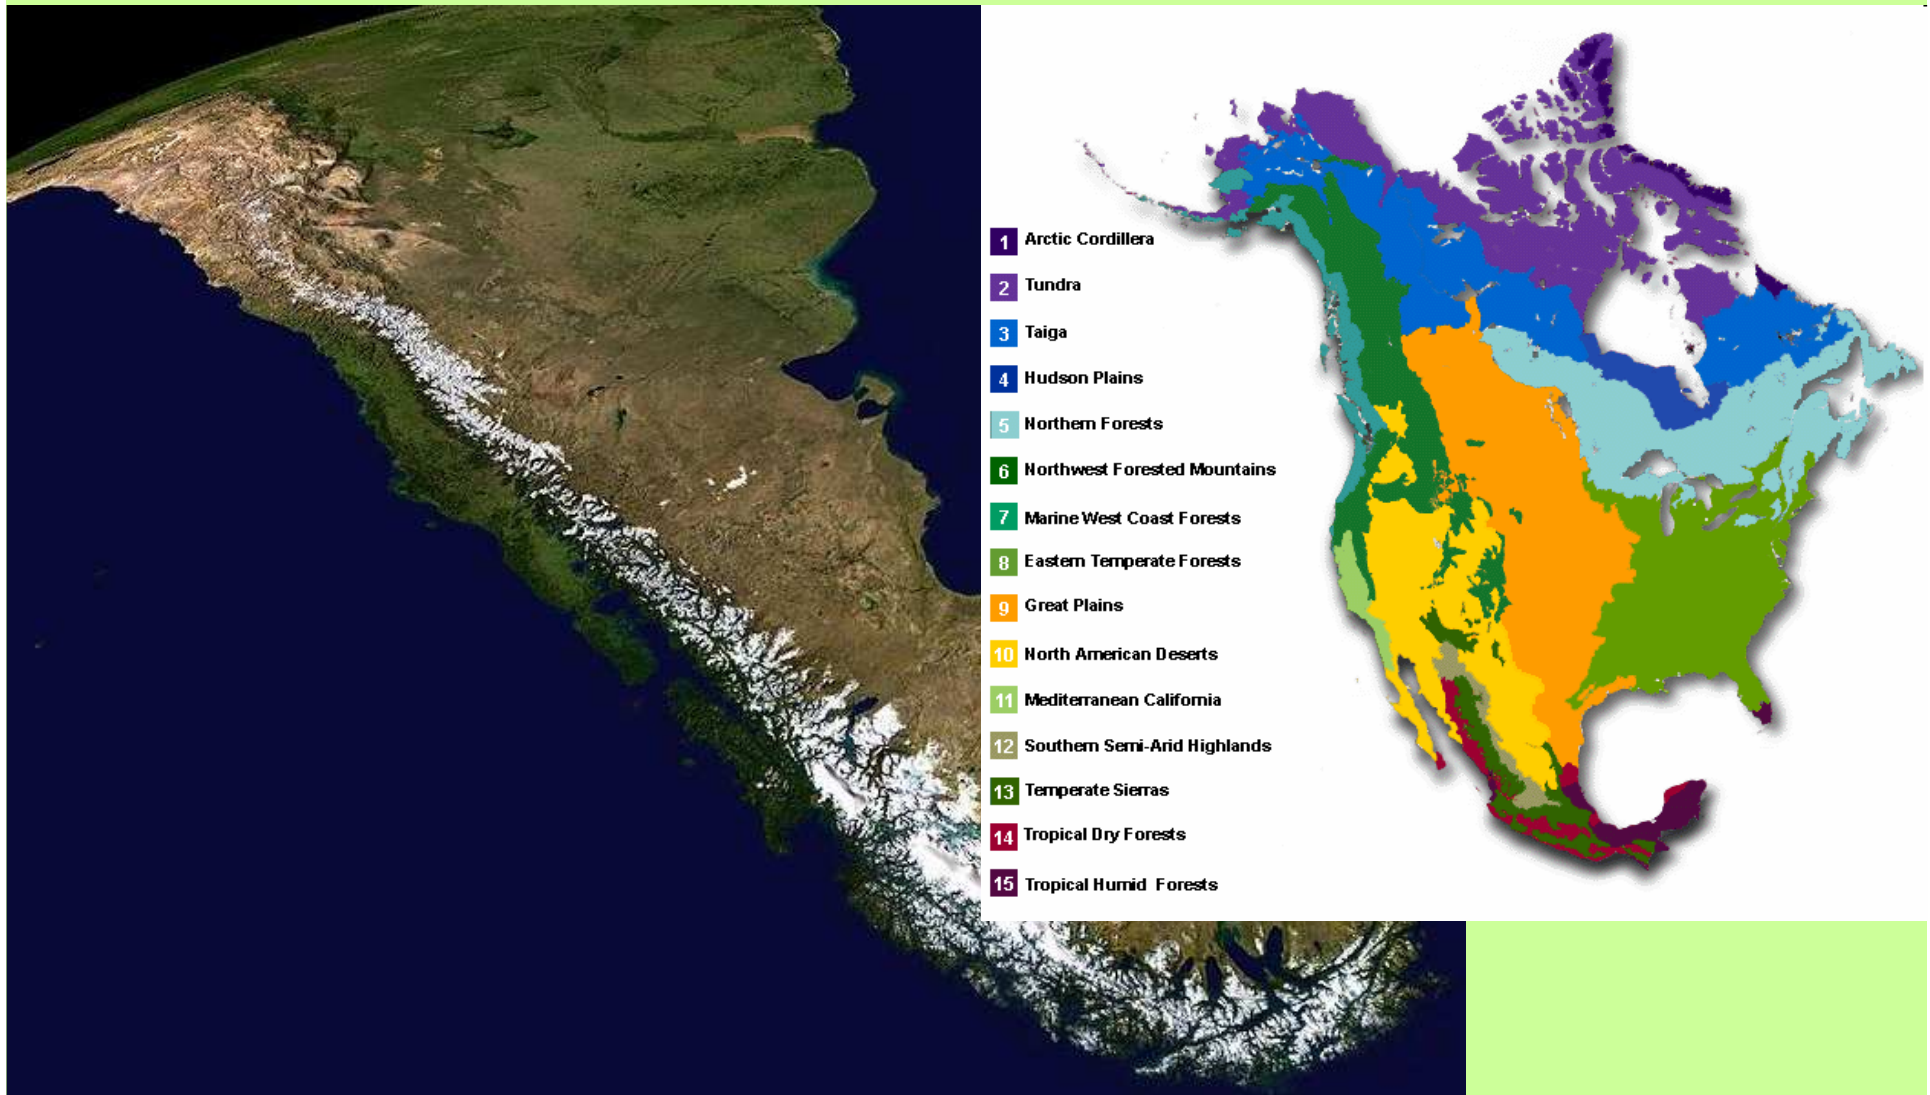 1 Arctic Cordillera
2 Tundra
3 Taiga
4 Hudson Plains
5 Northern Forests
6 Northwest Forested Mountains
7 Marine West Coast Forests
8 Eastern Temperate Forests
9 Great Plains
10 North American Deserts
11 Mediterranean California
12 Southern Semi-Arid Highlands
13 Temperate Sierras
14 Tropical Dry Forests
15 Tropical Humid Forests